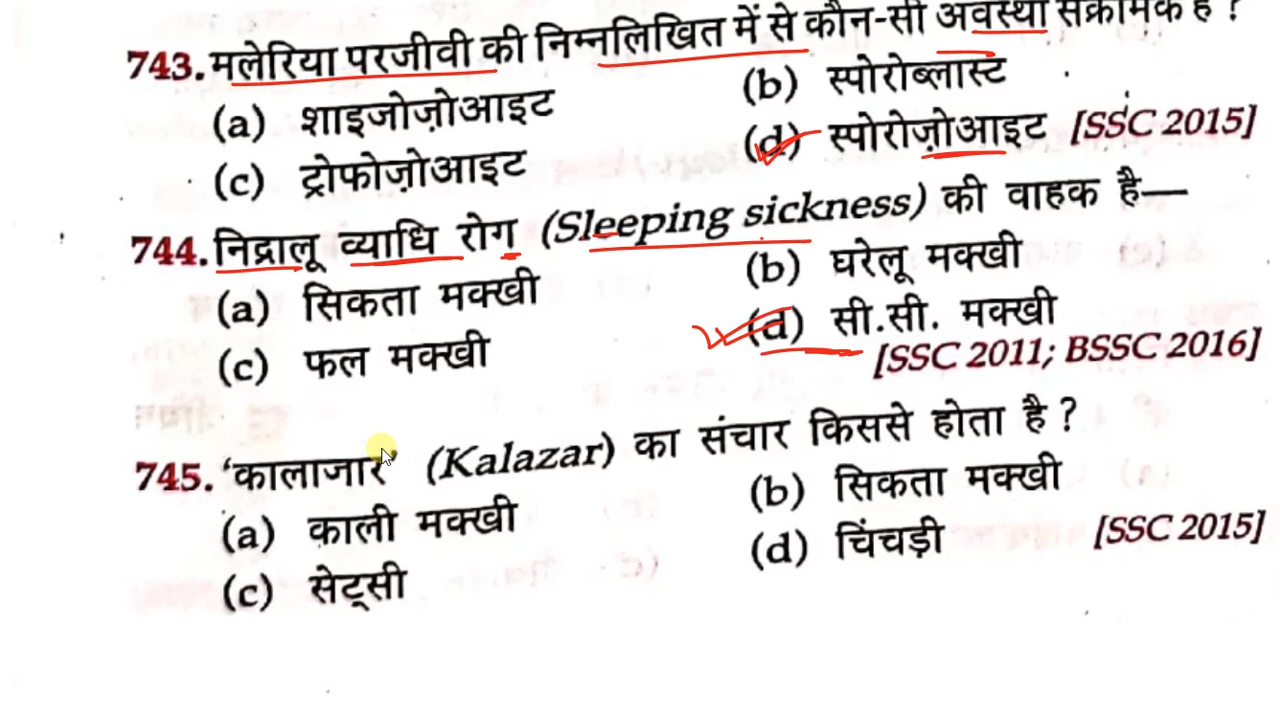 743. मलेरिया परजीवी की निम्नलिखित में से कौन-सी अवस्था संक्रामक है ?
(a) शाइजोज़ोआइट (b) स्पोरोब्लास्ट
(c) ट्रोफोज़ोआइट (d) स्पोरोज़ोआइट [SSC 2015]
744. निद्रालू व्याधि रोग (Sleeping sickness) की वाहक है—
(a) सिकता मक्खी (b) घरेलू मक्खी
(c) फल मक्खी (d) सी.सी. मक्खी
[SSC 2011; BSSC 2016]
745. ‘कालाजार’ (Kalazar) का संचार किससे होता है ?
(a) काली मक्खी (b) सिकता मक्खी
(c) सेट्सी (d) चिंचड़ी [SSC 2015]